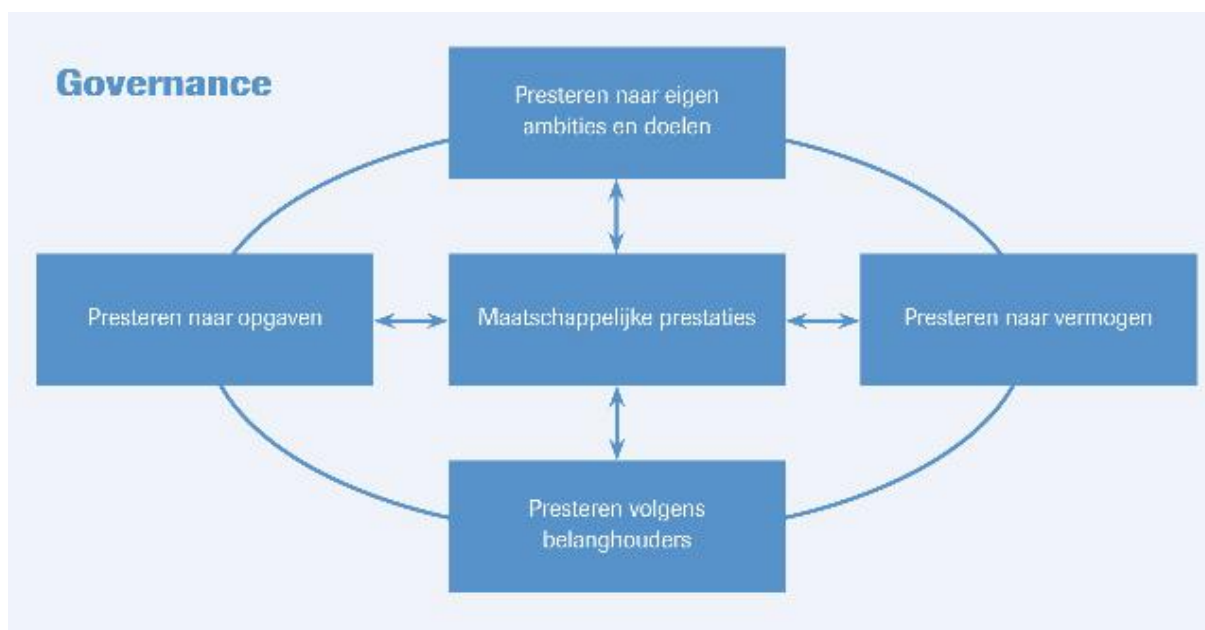 Governance
Presteren naar eigen
ambities en doelen
Presteren naar opgaven
Maatschappelijke prestaties
Presteren naar vermogen
Presteren volgens
belanghouders